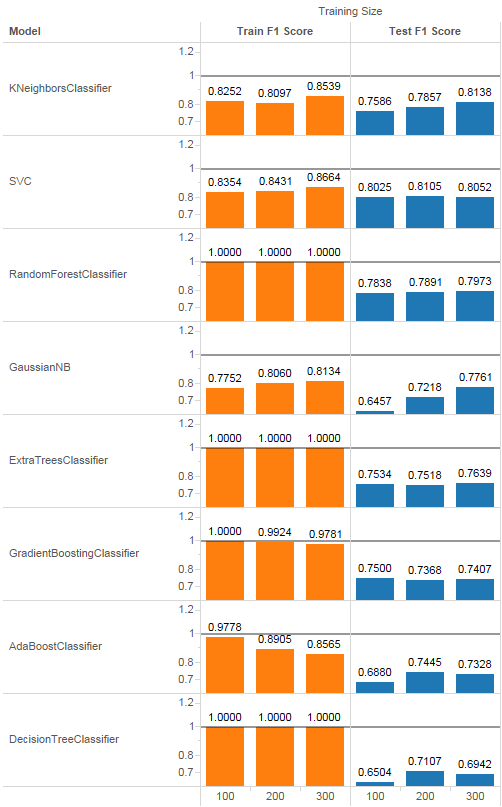 Training Size
Model Train F1 Score Test F1 Score
KNeighborsClassifier
1.2
1
0.8
0.7
0.8252 0.8097 0.8539
0.7586 0.7857 0.8138
SVC
1.2
1
0.8
0.7
0.8354 0.8431 0.8664
0.8025 0.8105 0.8052
RandomForestClassifier
1.2
1
0.8
0.7
1.0000 1.0000 1.0000
0.7838 0.7891 0.7973
GaussianNB
1.2
1
0.8
0.7
0.7752 0.8060 0.8134
0.6457 0.7218 0.7761
ExtraTreesClassifier
1.2
1
0.8
0.7
1.0000 1.0000 1.0000
0.7534 0.7518 0.7639
GradientBoostingClassifier
1.2
1
0.8
0.7
1.0000 0.9924 0.9781
0.7500 0.7368 0.7407
AdaBoostClassifier
1.2
1
0.8
0.7
0.9778 0.8905 0.8565
0.6880 0.7445 0.7328
DecisionTreeClassifier
1.2
1
0.8
0.7
1.0000 1.0000 1.0000
0.6504 0.7107 0.6942
100 200 300 100 200 300